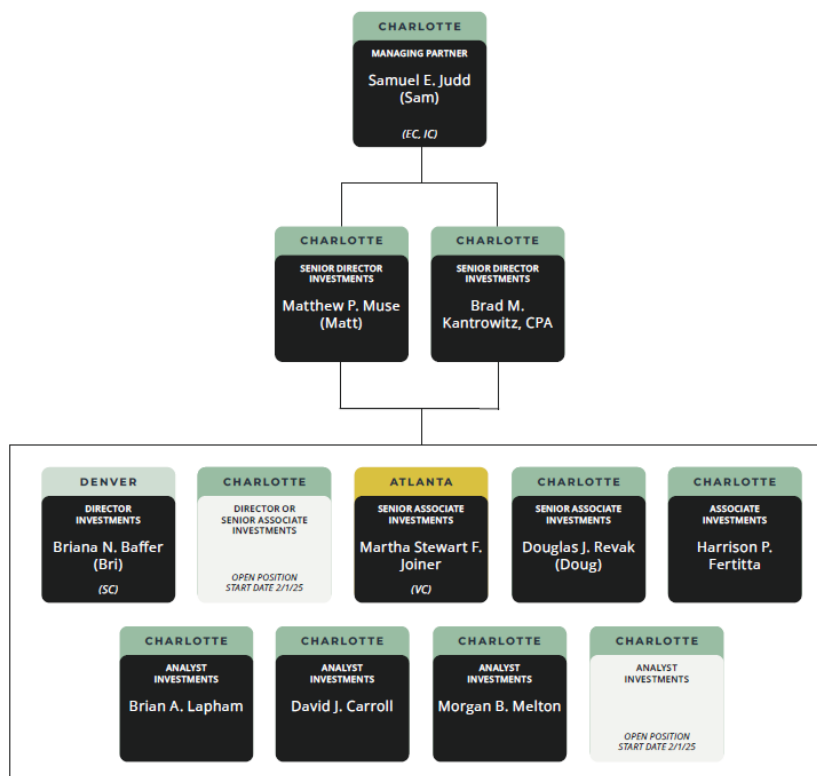 CHARLOTTE
MANAGING PARTNER
Samuel E. Judd
(Sam)
(EC, IC)
CHARLOTTE
SENIOR DIRECTOR
INVESTMENTS
Matthew P. Muse
(Matt)
CHARLOTTE
SENIOR DIRECTOR
INVESTMENTS
Brad M.
Kantrowitz, CPA
DENVER
DIRECTOR
INVESTMENTS
Briana N. Baffer
(Bri)
(SC)
CHARLOTTE
DIRECTOR OR
SENIOR ASSOCIATE
INVESTMENTS
OPEN POSITION
START DATE 2/1/25
ATLANTA
SENIOR ASSOCIATE
INVESTMENTS
Martha Stewart F.
Joiner
(VC)
CHARLOTTE
SENIOR ASSOCIATE
INVESTMENTS
Douglas J. Revak
(Doug)
CHARLOTTE
ASSOCIATE
INVESTMENTS
Harrison P.
Fertitta
CHARLOTTE
ANALYST
INVESTMENTS
Brian A. Lapham
CHARLOTTE
ANALYST
INVESTMENTS
David J. Carroll
CHARLOTTE
ANALYST
INVESTMENTS
Morgan B. Melton
CHARLOTTE
ANALYST
INVESTMENTS
OPEN POSITION
START DATE 2/1/25